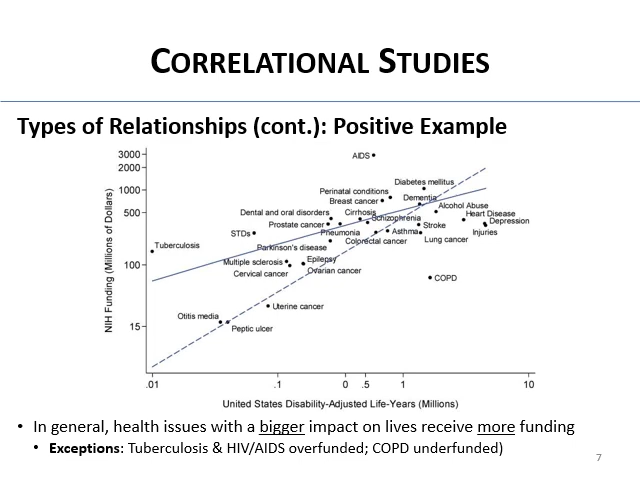 CORRELATIONAL STUDIES
Types of Relationships (cont.): Positive Example
NIH Funding (Millions of Dollars)
3000
2000
1000
500
100
15
AIDS
Diabetes mellitus
Perinatal conditions
Breast cancer
Dementia
Alcohol Abuse
Dental and oral disorders
Cirrhosis
Schizophrenia
Heart Disease
Prostate cancer
Stroke
Depression
STDs
Pneumonia
Asthma
Injuries
Colorectal cancer
Lung cancer
Tuberculosis
Parkinson's disease
Multiple sclerosis
Epilepsy
Cervical cancer
Ovarian cancer
COPD
Uterine cancer
Otitis media
Peptic ulcer
.01
.1
0
.5
1
10
United States Disability-Adjusted Life-Years (Millions)
• In general, health issues with a bigger impact on lives receive more funding
• Exceptions: Tuberculosis & HIV/AIDS overfunded; COPD underfunded)
7